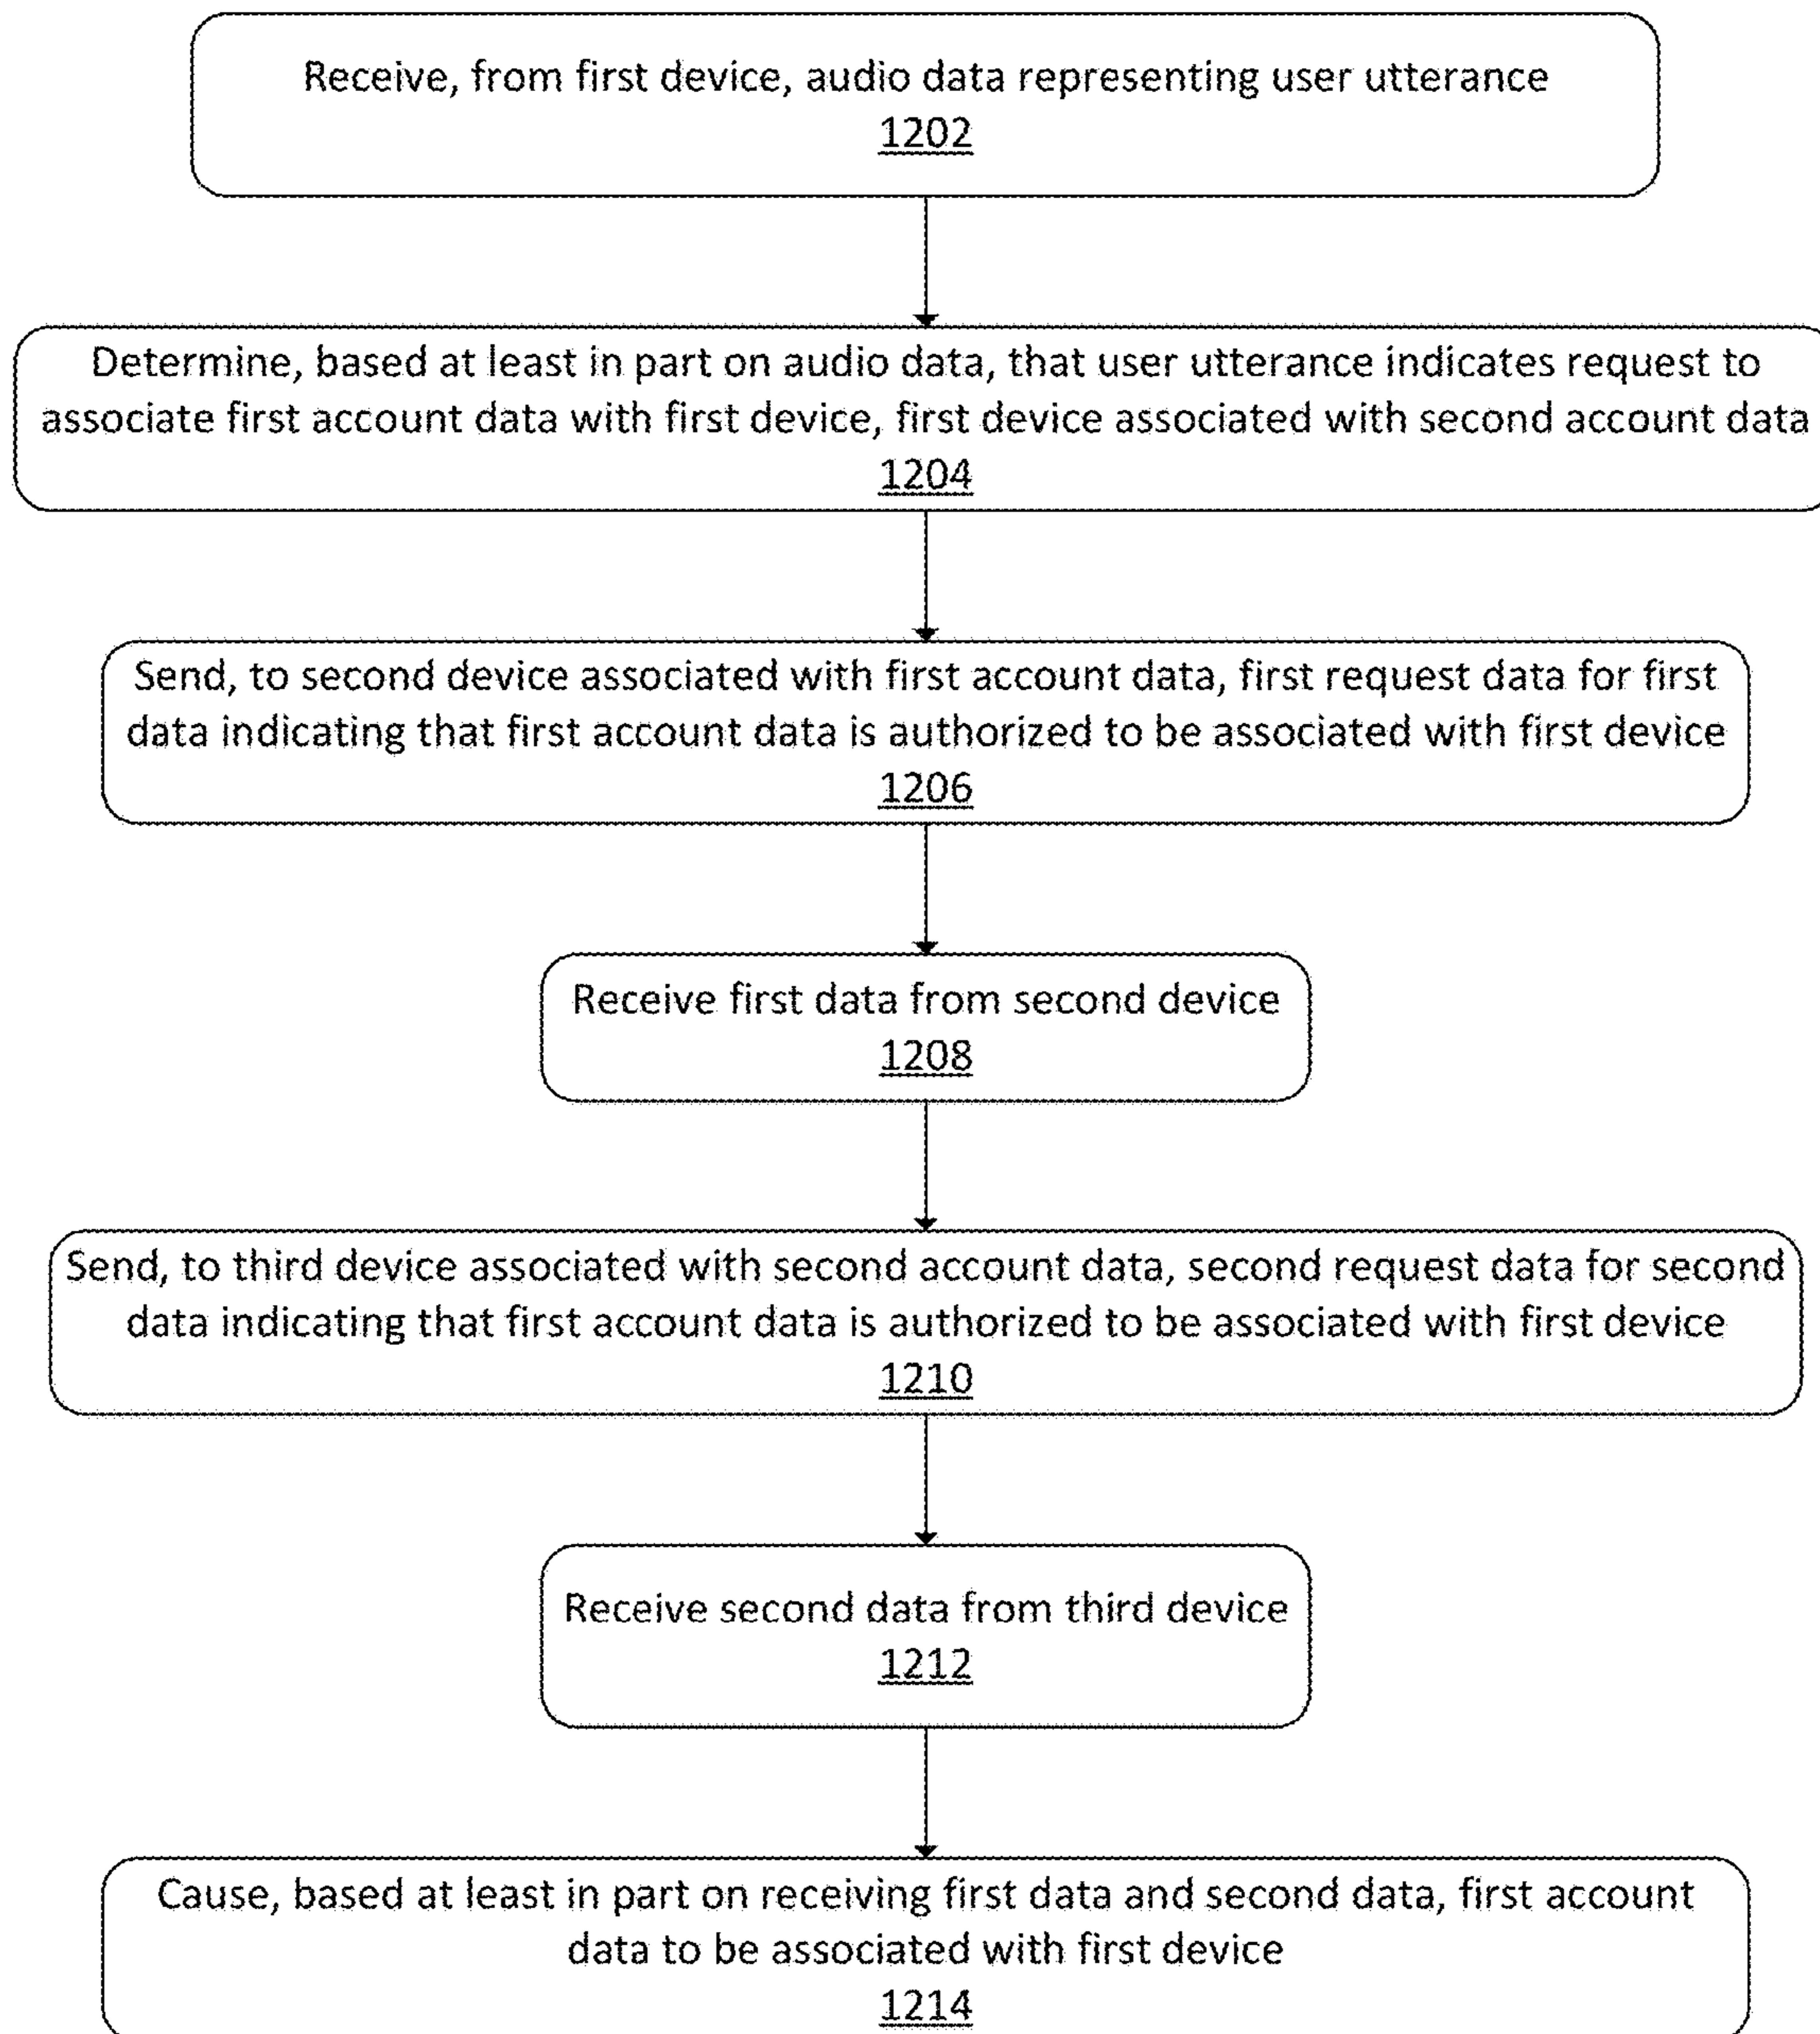 Receive, from first device, audio data representing user utterance
1202
Determine, based at least in part on audio data, that user utterance indicates request to
associate first account data with first device, first device associated with second account data
1204
Send, to second device associated with first account data, first request data for first
data indicating that first account data is authorized to be associated with first device
1206
Receive first data from second device
1208
Send, to third device associated with second account data, second request data for second
data indicating that first account data is authorized to be associated with first device
1210
Receive second data from third device
1212
Cause, based at least in part on receiving first data and second data, first account
data to be associated with first device
1214